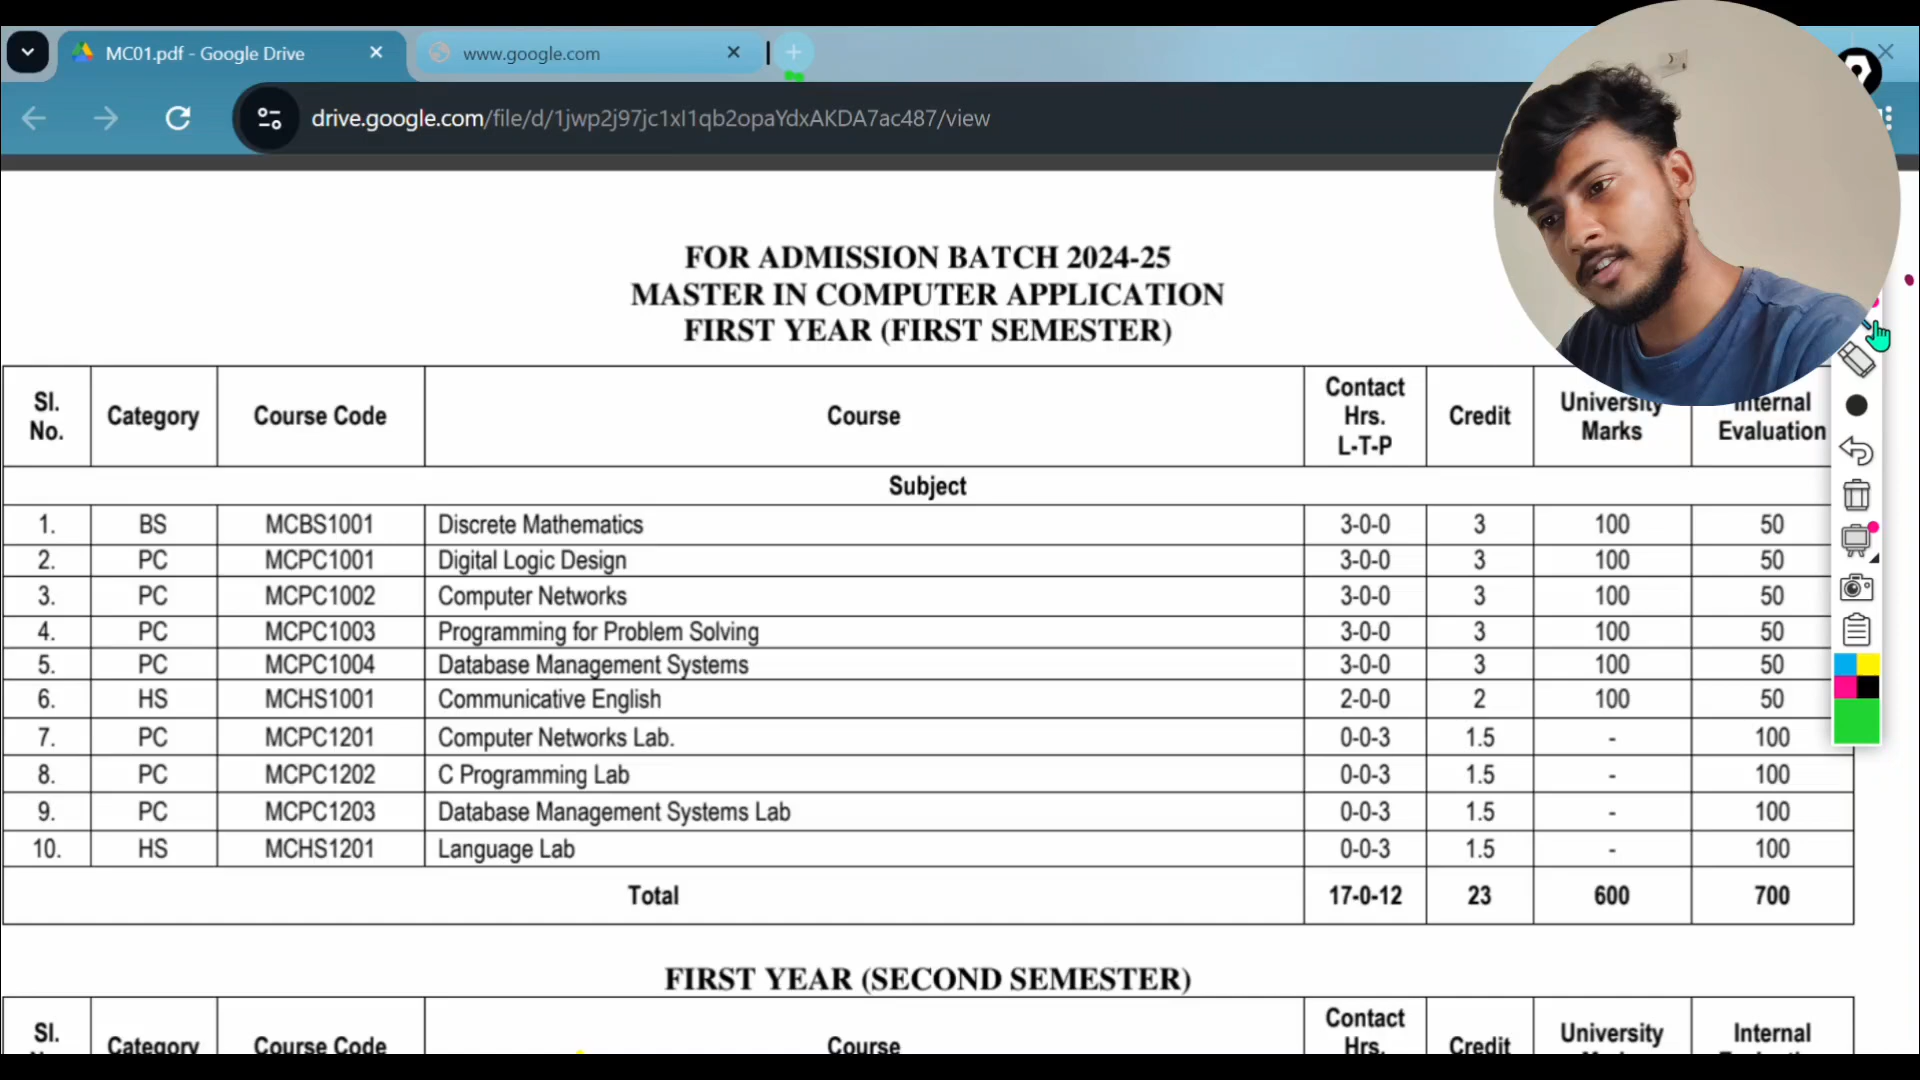 MC01.pdf - Google Drive
www.google.com
drive.google.com/file/d/1jwp2j97jc1xI1qb2opaYdxAKDA7ac487/view
FOR ADMISSION BATCH 2024-25
MASTER IN COMPUTER APPLICATION
FIRST YEAR (FIRST SEMESTER)
Sl. No. Category Course Code Course Contact Hrs. L-T-P Credit University Marks Internal Evaluation
Subject
1. BS MCBS1001 Discrete Mathematics 3-0-0 3 100 50
2. PC MCPC1001 Digital Logic Design 3-0-0 3 100 50
3. PC MCPC1002 Computer Networks 3-0-0 3 100 50
4. PC MCPC1003 Programming for Problem Solving 3-0-0 3 100 50
5. PC MCPC1004 Database Management Systems 3-0-0 3 100 50
6. HS MCHS1001 Communicative English 2-0-0 2 100 50
7. PC MCPC1201 Computer Networks Lab. 0-0-3 1.5 - 100
8. PC MCPC1202 C Programming Lab 0-0-3 1.5 - 100
9. PC MCPC1203 Database Management Systems Lab 0-0-3 1.5 - 100
10. HS MCHS1201 Language Lab 0-0-3 1.5 - 100
Total 17-0-12 23 600 700
FIRST YEAR (SECOND SEMESTER)
Sl. Category Course Code Course Contact Hrs. Credit University Internal